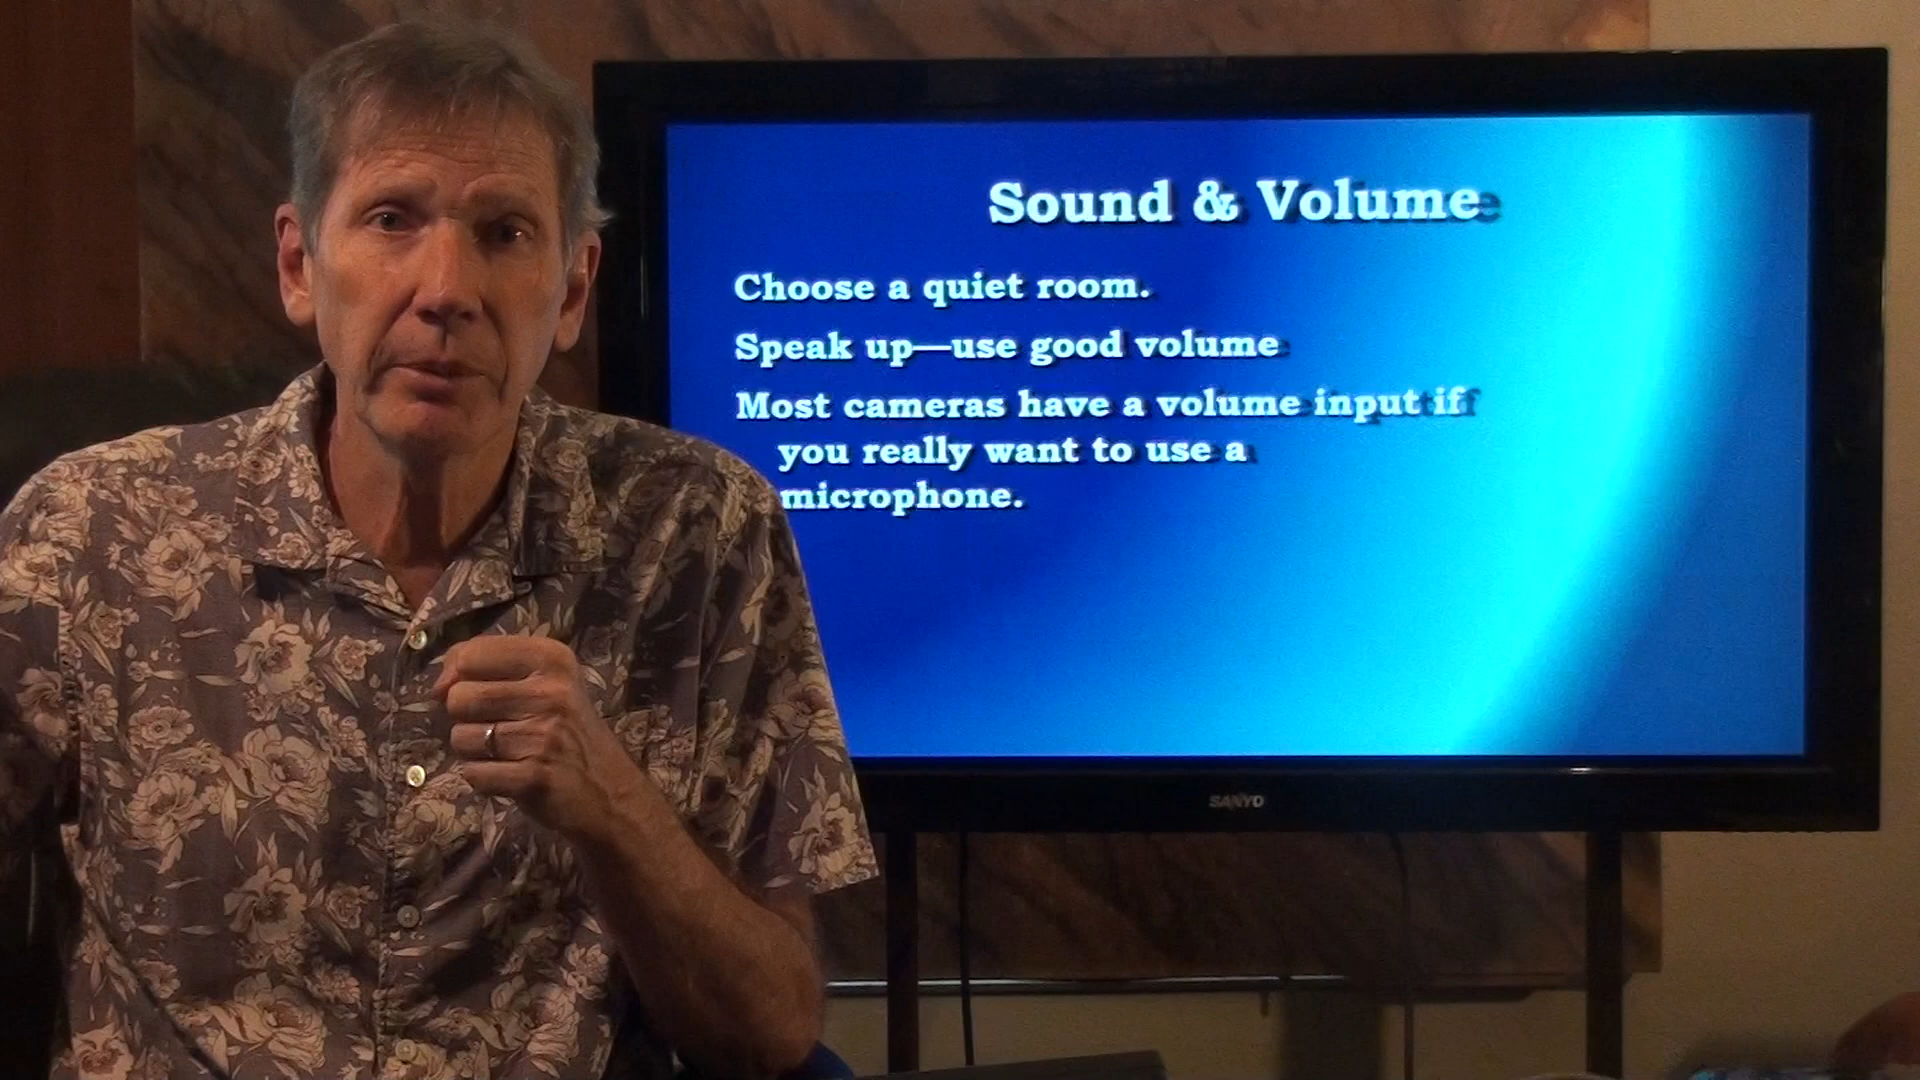 Sound & Volume
Choose a quiet room.
Speak up—use good volume
Most cameras have a volume input if
you really want to use a
microphone.
SANYO